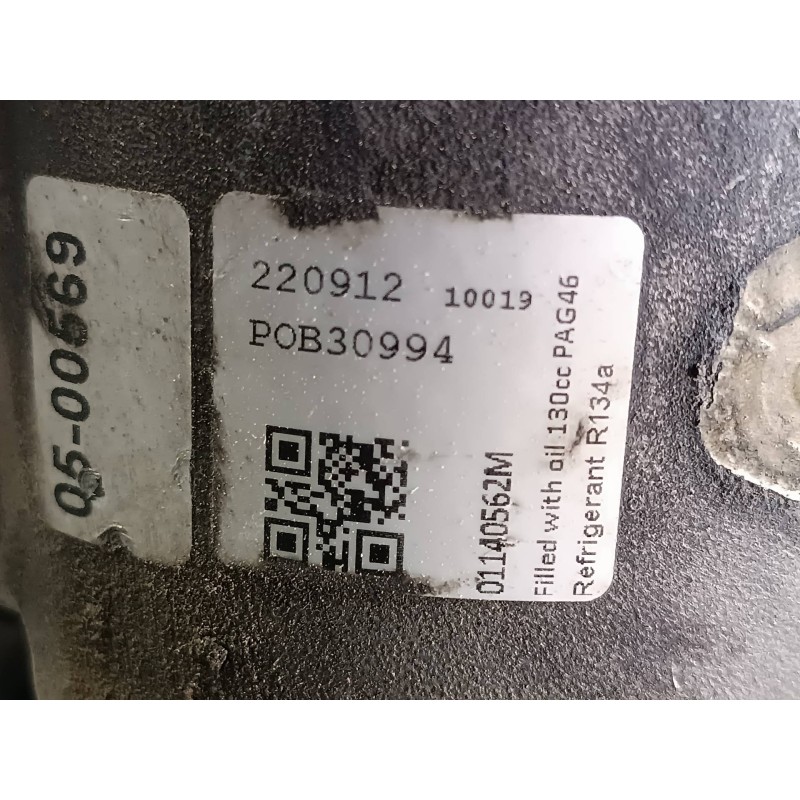 05-00569
220912 10019
POB30994
01140562M
Filled with oil 130cc PAG46
Refrigerant R134a